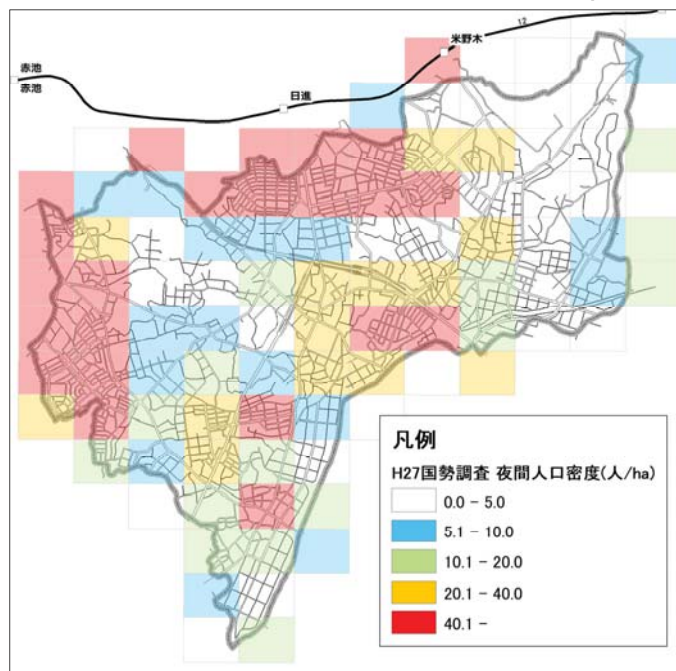 12
米野木
赤池
赤池
日進
凡例
H27国勢調査 夜間人口密度(人/ha)
0.0 - 5.0
5.1 - 10.0
10.1 - 20.0
20.1 - 40.0
40.1 -